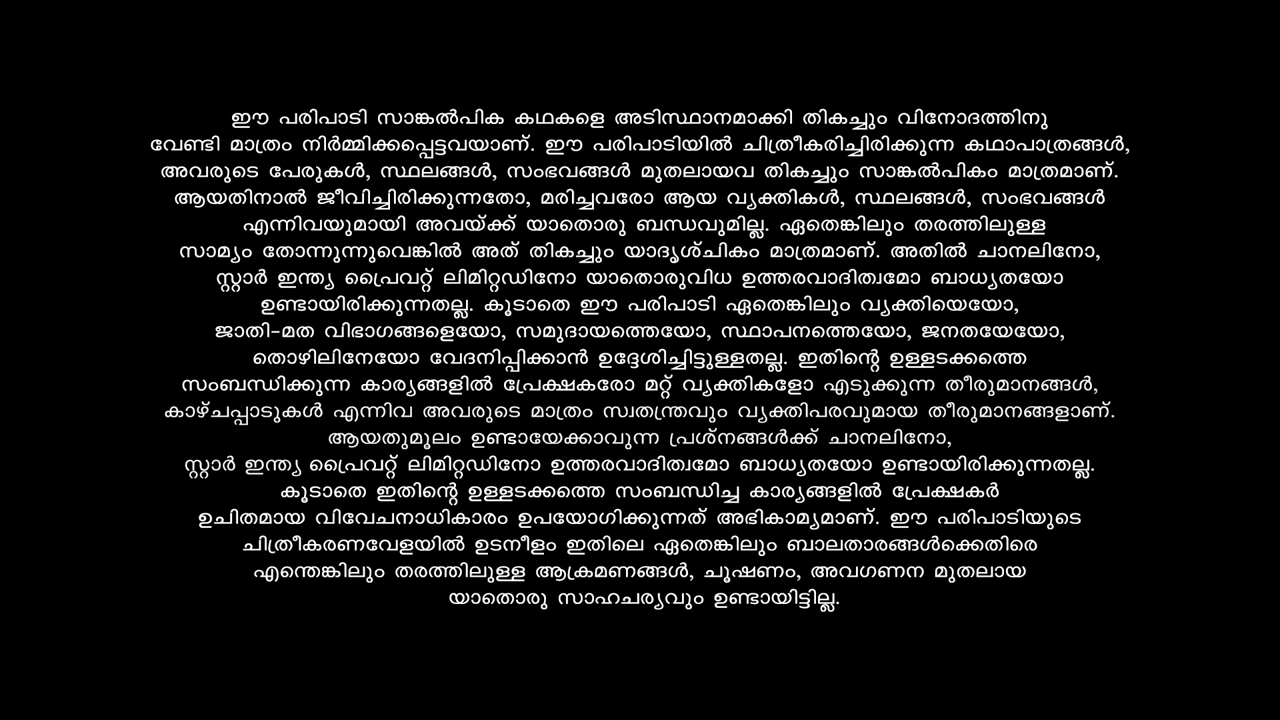 ഈ പരിപാടി സാങ്കൽപിക കഥകളെ അടിസ്ഥാനമാക്കി തികച്ചും വിനോദത്തിനു
വേണ്ടി മാത്രം നിർമ്മിക്കപ്പെട്ടവയാണ്. ഈ പരിപാടിയിൽ ചിത്രീകരിച്ചിരിക്കുന്ന കഥാപാത്രങ്ങൾ,
അവരുടെ പേരുകൾ, സ്ഥലങ്ങൾ, സംഭവങ്ങൾ മുതലായവ തികച്ചും സാങ്കൽപികം മാത്രമാണ്.
ആയതിനാൽ ജീവിച്ചിരിക്കുന്നതോ, മരിച്ചവരോ ആയ വ്യക്തികൾ, സ്ഥലങ്ങൾ, സംഭവങ്ങൾ
എന്നിവയുമായി അവയ്ക്ക് യാതൊരു ബന്ധവുമില്ല. ഏതെങ്കിലും തരത്തിലുള്ള
സാമ്യം തോന്നുന്നുവെങ്കിൽ അത് തികച്ചും യാദൃശ്ചികം മാത്രമാണ്. അതിൽ ചാനലിനോ,
സ്റ്റാർ ഇന്ത്യ പ്രൈവറ്റ് ലിമിറ്റഡിനോ യാതൊരുവിധ ഉത്തരവാദിത്വമോ ബാധ്യതയോ
ഉണ്ടായിരിക്കുന്നതല്ല. കൂടാതെ ഈ പരിപാടി ഏതെങ്കിലും വ്യക്തിയെയോ,
ജാതി-മത വിഭാഗങ്ങളെയോ, സമുദായത്തെയോ, സ്ഥാപനത്തെയോ, ജനതയേയോ,
തൊഴിലിനേയോ വേദനിപ്പിക്കാൻ ഉദ്ദേശിച്ചിട്ടുള്ളതല്ല. ഇതിന്റെ ഉള്ളടക്കത്തെ
സംബന്ധിക്കുന്ന കാര്യങ്ങളിൽ പ്രേക്ഷകരോ മറ്റ് വ്യക്തികളോ എടുക്കുന്ന തീരുമാനങ്ങൾ,
കാഴ്ചപ്പാടുകൾ എന്നിവ അവരുടെ മാത്രം സ്വതന്ത്രവും വ്യക്തിപരവുമായ തീരുമാനങ്ങളാണ്.
ആയതുമൂലം ഉണ്ടായേക്കാവുന്ന പ്രശ്നങ്ങൾക്ക് ചാനലിനോ,
സ്റ്റാർ ഇന്ത്യ പ്രൈവറ്റ് ലിമിറ്റഡിനോ ഉത്തരവാദിത്വമോ ബാധ്യതയോ ഉണ്ടായിരിക്കുന്നതല്ല.
കൂടാതെ ഇതിന്റെ ഉള്ളടക്കത്തെ സംബന്ധിച്ച കാര്യങ്ങളിൽ പ്രേക്ഷകർ
ഉചിതമായ വിവേചനാധികാരം ഉപയോഗിക്കുന്നത് അഭികാമ്യമാണ്. ഈ പരിപാടിയുടെ
ചിത്രീകരണവേളയിൽ ഉടനീളം ഇതിലെ ഏതെങ്കിലും ബാലതാരങ്ങൾക്കെതിരെ
എന്തെങ്കിലും തരത്തിലുള്ള ആക്രമണങ്ങൾ, ചൂഷണം, അവഗണന മുതലായ
യാതൊരു സാഹചര്യവും ഉണ്ടായിട്ടില്ല.